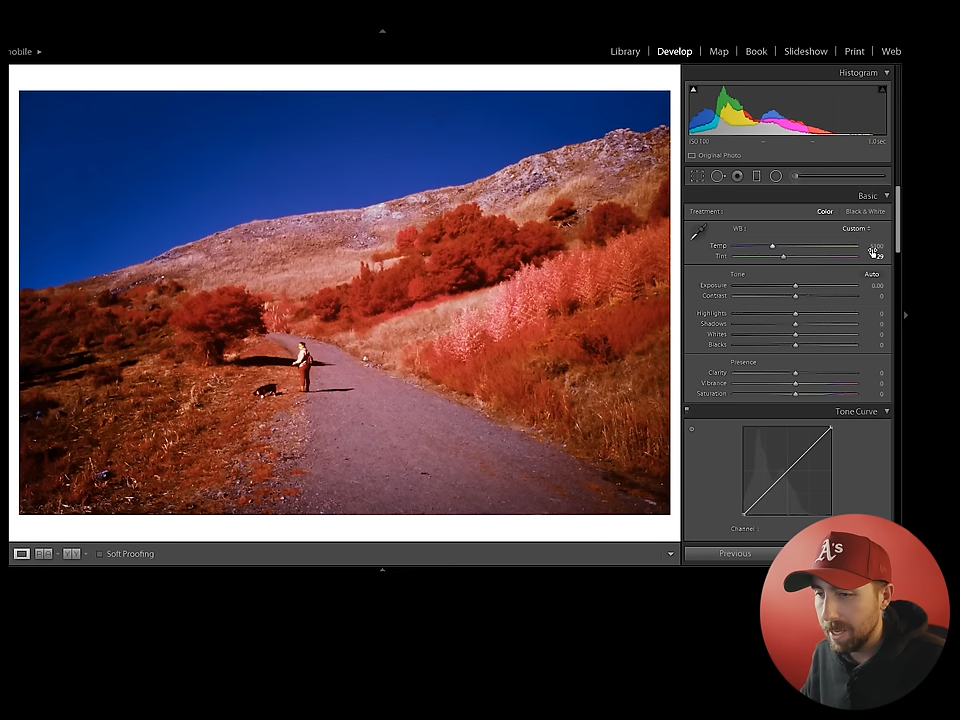 Library | Develop | Map | Book | Slideshow | Print | Web
Histogram
ISO 100 1.0 sec
Original Photo
Basic
Treatment: Color Black & White
WB: Custom
Temp
Tint 29
Tone Auto
Exposure 0.00
Contrast 0
Highlights 0
Shadows 0
Whites 0
Blacks 0
Presence
Clarity 0
Vibrance 0
Saturation 0
Tone Curve
Channel :
Soft Proofing
Previous
A's